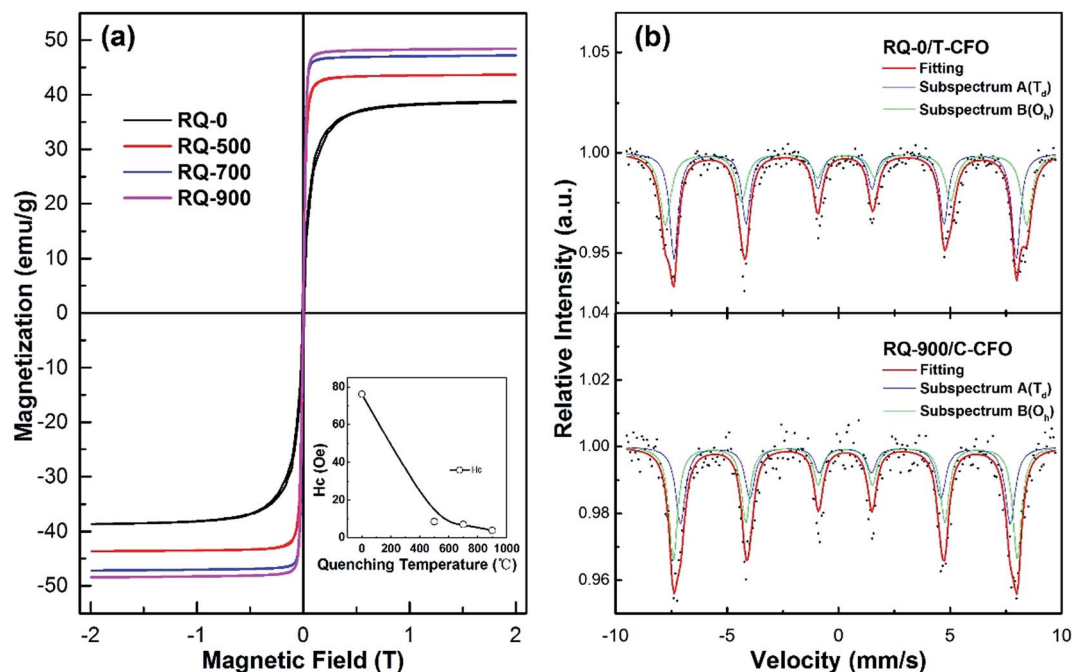 (a)
50
40
30
20
10
0
-10
-20
-30
-40
-50
Magnetization (emu/g)
RQ-0
RQ-500
RQ-700
RQ-900
-2
-1
0
1
2
Magnetic Field (T)
80
60
40
20
0
Hc (Oe)
Hc
0 200 400 600 800 1000
Quenching Temperature (℃)
(b)
1.05
1.00
0.95
1.04
1.02
1.00
0.98
0.96
Relative Intensity (a.u.)
RQ-0/T-CFO
Fitting
Subspectrum A(Td)
Subspectrum B(Oh)
RQ-900/C-CFO
Fitting
Subspectrum A(Td)
Subspectrum B(Oh)
-10
-5
0
5
10
Velocity (mm/s)